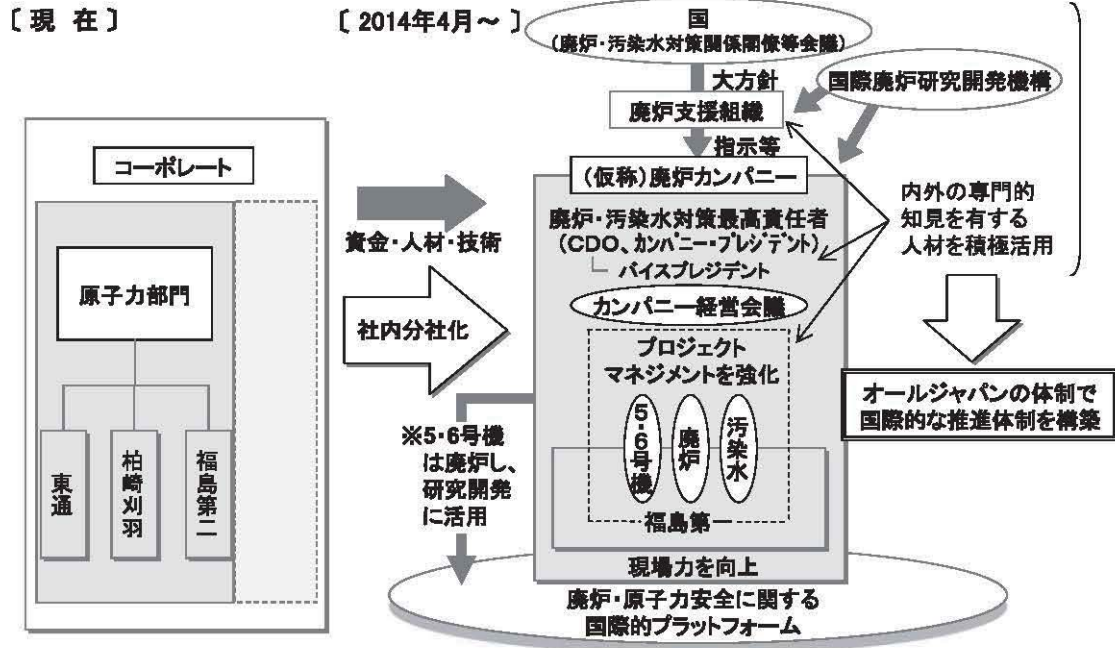 〔 現 在 〕
コーポレート
原子力部門
東通
柏崎刈羽
福島第二
資金・人材・技術
社内分社化
※5・6号機
は廃炉し、
研究開発
に活用
〔 2014年4月～ 〕
国
(廃炉・汚染水対策関係閣僚等会議)
大方針
国際廃炉研究開発機構
廃炉支援組織
指示等
(仮称)廃炉カンパニー
廃炉・汚染水対策最高責任者
(CDO、カンパニー・プレジデント)
バイスプレジデント
カンパニー経営会議
プロジェクト
マネジメントを強化
5・6号機
廃炉
汚染水
福島第一
現場力を向上
廃炉・原子力安全に関する
国際的プラットフォーム
内外の専門的
知見を有する
人材を積極活用
オールジャパンの体制で
国際的な推進体制を構築